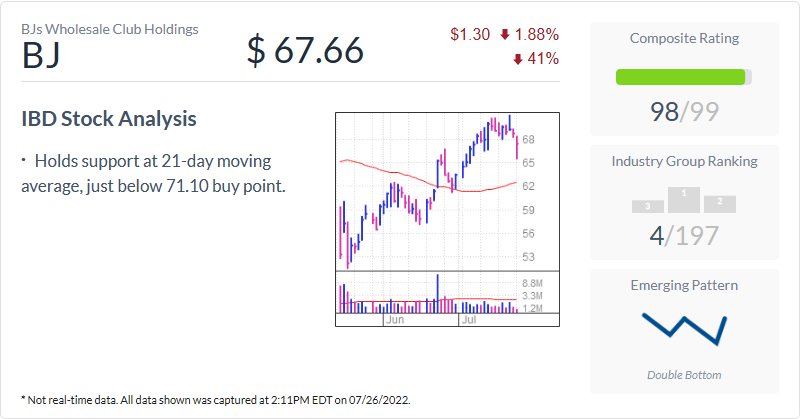 BJs Wholesale Club Holdings
BJ
$ 67.66
$1.30 1.88%
41%
IBD Stock Analysis
· Holds support at 21-day moving
average, just below 71.10 buy point.
68
65
62
59
56
53
8.8M
3.3M
1.2M
Jun Jul
Composite Rating
98/99
Industry Group Ranking
3 1 2
4/197
Emerging Pattern
Double Bottom
* Not real-time data. All data shown was captured at 2:11PM EDT on 07/26/2022.